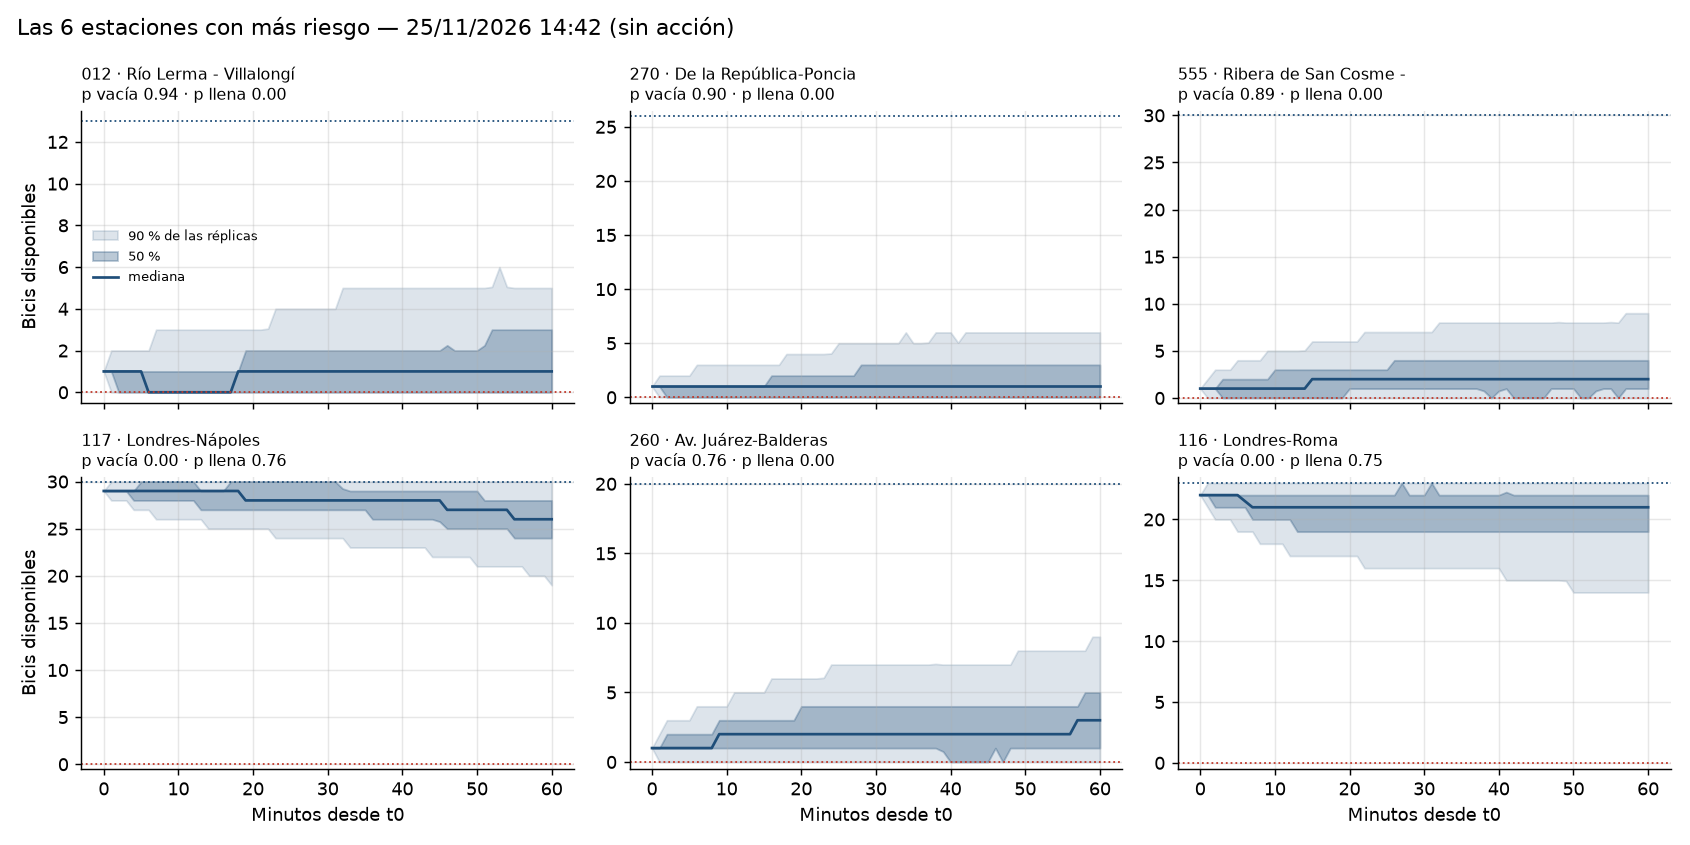 Las 6 estaciones con más riesgo — 25/11/2026 14:42 (sin acción)
012 · Río Lerma - Villalongí
p vacía 0.94 · p llena 0.00
12
10
8
6
4
2
0
Bicis disponibles
90 % de las réplicas
50 %
mediana
270 · De la República-Poncia
p vacía 0.90 · p llena 0.00
25
20
15
10
5
0
555 · Ribera de San Cosme -
p vacía 0.89 · p llena 0.00
30
25
20
15
10
5
0
117 · Londres-Nápoles
p vacía 0.00 · p llena 0.76
30
25
20
15
10
5
0
Bicis disponibles
0 10 20 30 40 50 60
Minutos desde t0
260 · Av. Juárez-Balderas
p vacía 0.76 · p llena 0.00
20
15
10
5
0
0 10 20 30 40 50 60
Minutos desde t0
116 · Londres-Roma
p vacía 0.00 · p llena 0.75
20
15
10
5
0
0 10 20 30 40 50 60
Minutos desde t0